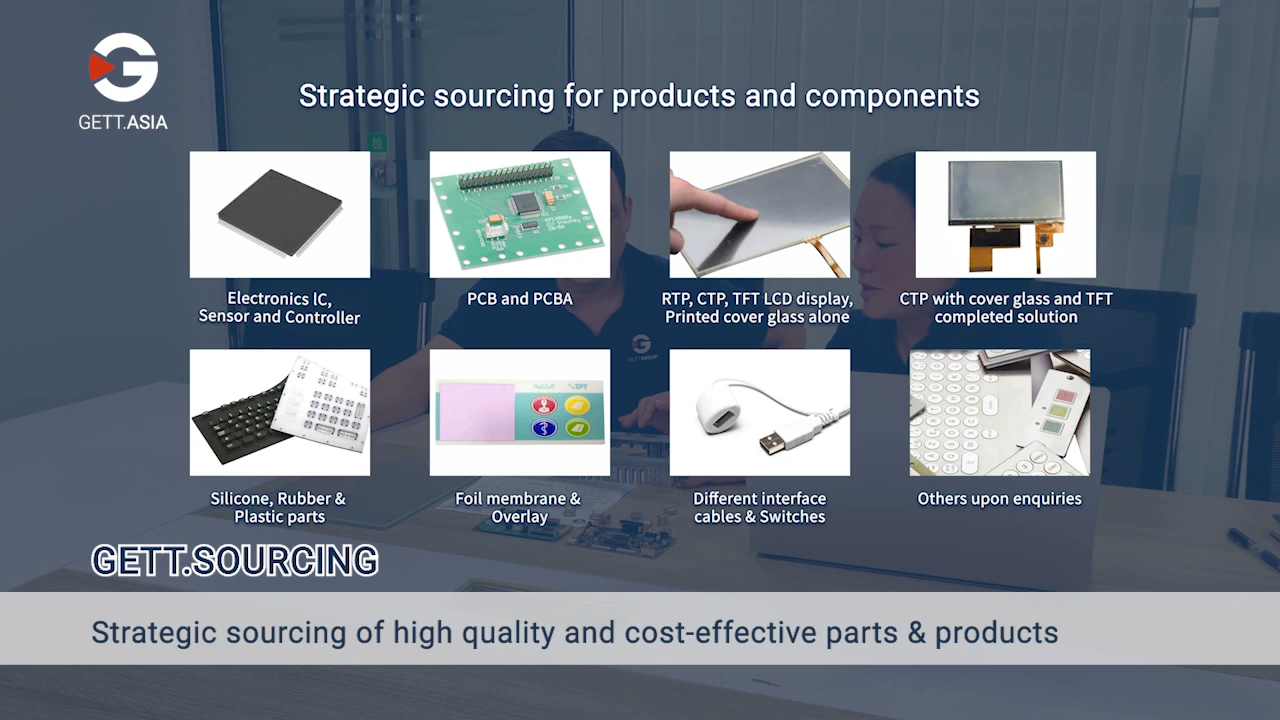 GETT.ASIA
Strategic sourcing for products and components
Electronics IC,
Sensor and Controller
PCB and PCBA
RTP, CTP, TFT LCD display,
Printed cover glass alone
CTP with cover glass and TFT
completed solution
Silicone, Rubber &
Plastic parts
Foil membrane &
Overlay
Different interface
cables & Switches
Others upon enquiries
GETT.SOURCING
Strategic sourcing of high quality and cost-effective parts & products